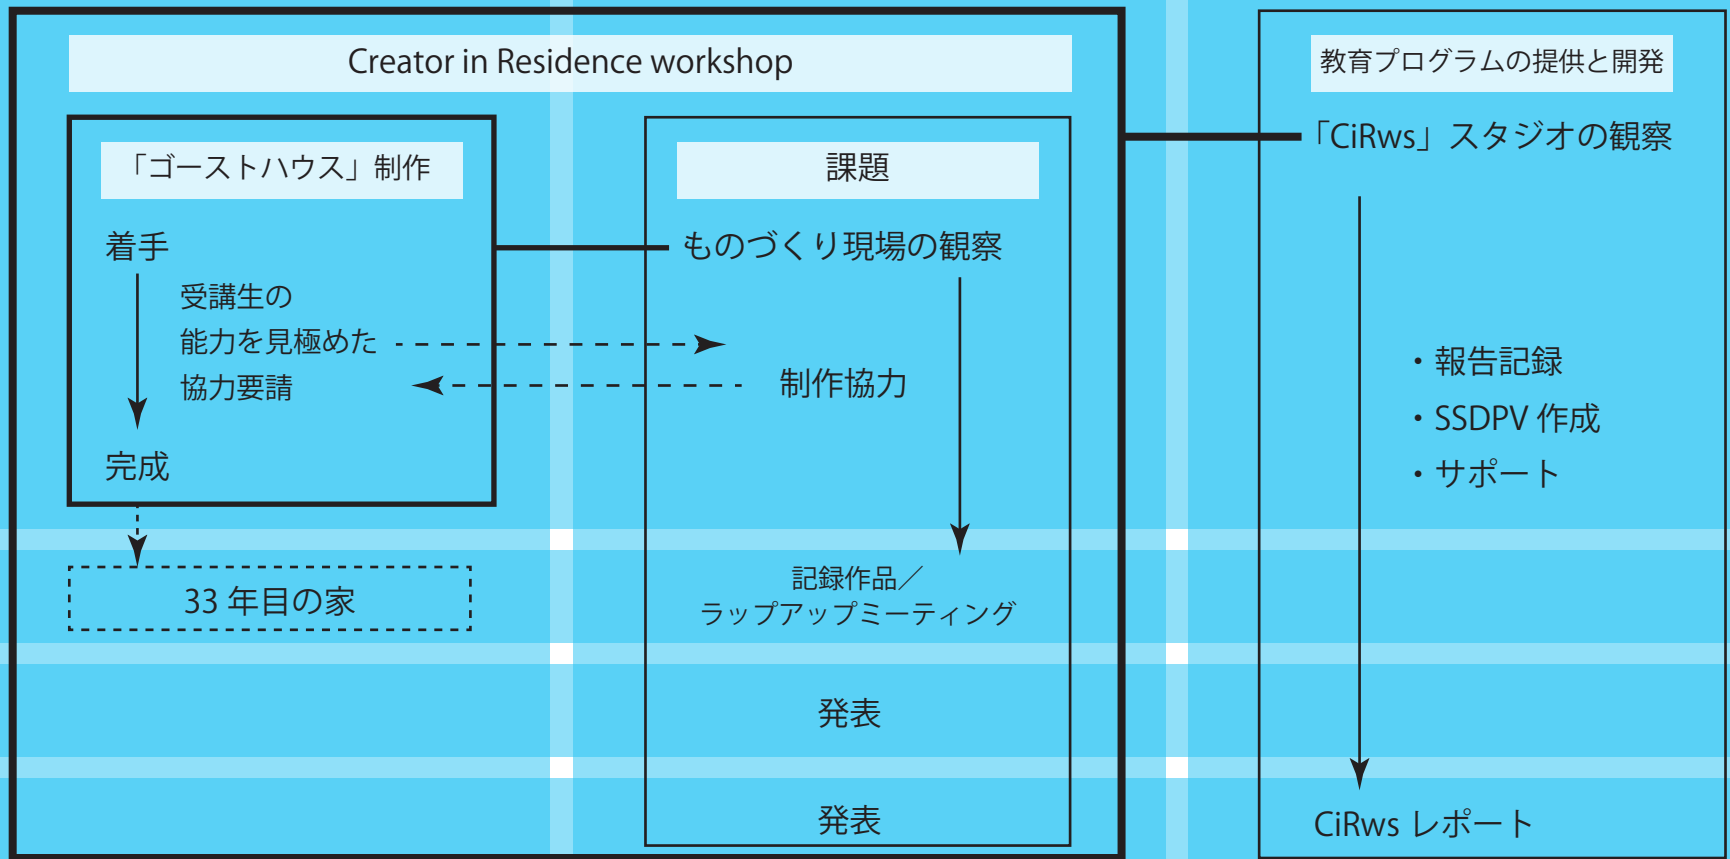 Creator in Residence workshop
「ゴーストハウス」制作
着手
受講生の
能力を見極めた
協力要請
完成
33 年目の家
課題
ものづくり現場の観察
制作協力
記録作品／
ラップアップミーティング
発表
発表
教育プログラムの提供と開発
「CiRws」スタジオの観察
・報告記録
・SSDPV 作成
・サポート
CiRws レポート